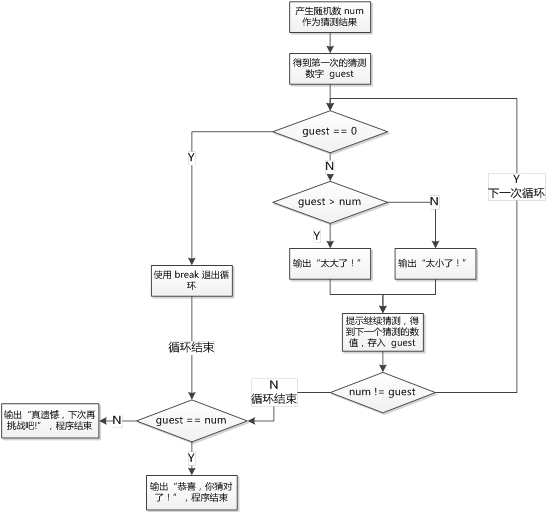 产生随机数 num
作为猜测结果
得到第一次的猜测
数字 guest
guest == 0
Y
N
Y
下一次循环
guest > num
N
Y
输出“太大了！”
输出“太小了！”
使用 break 退出循
环
提示继续猜测，得
到下一个猜测的数
值，存入 guest
循环结束
num != guest
N
循环结束
输出“真遗憾，下次再
挑战吧!”，程序结束
N
guest == num
Y
输出“恭喜，你猜对
了！”，程序结束